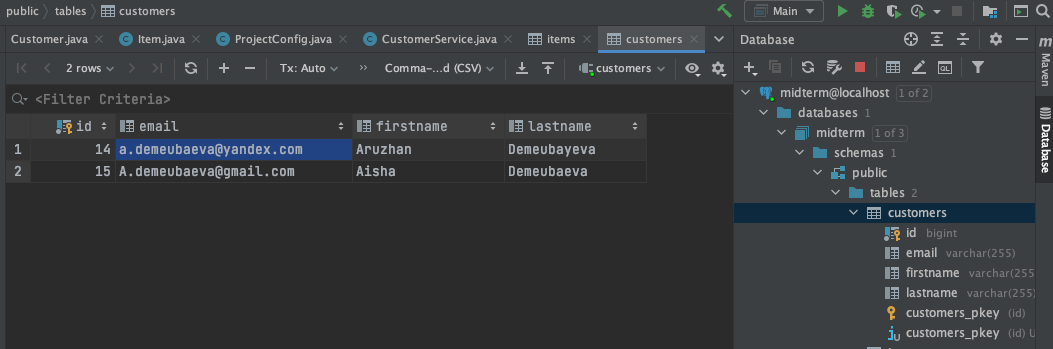 public tables customers
Main
Customer.java Item.java ProjectConfig.java CustomerService.java items customers
Database
2 rows Tx: Auto Comma-...d (CSV) customers
QL
<Filter Criteria>
id email firstname lastname
1 14 a.demeubaeva@yandex.com Aruzhan Demeubayeva
2 15 A.demeubaeva@gmail.com Aisha Demeubaeva
midterm@localhost 1 of 2
databases 1
midterm 1 of 3
schemas
public
tables 2
customers
id bigint
email varchar(255)
firstname varchar(255
lastname varchar(255)
customers_pkey (id)
customers_pkey (id) U
m Maven
Database